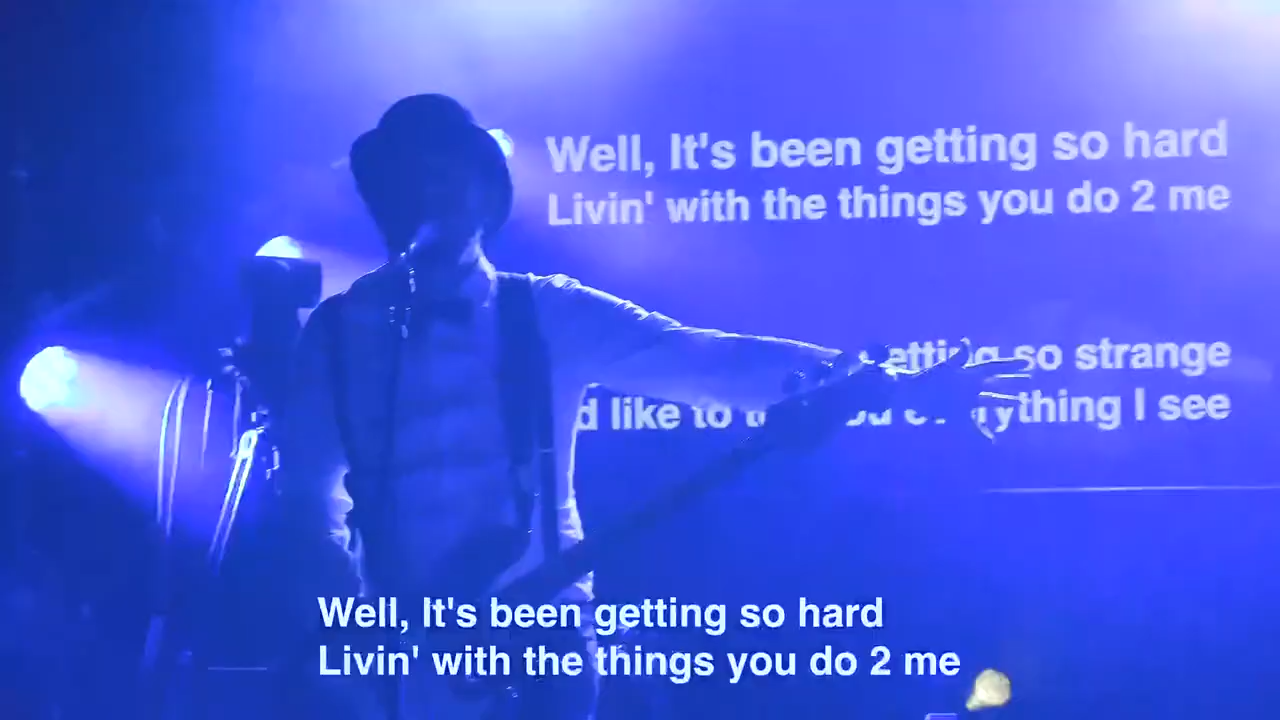 Well, It's been getting so hard
Livin' with the things you do 2 me
so strange
like to everything I see
Well, It's been getting so hard
Livin' with the things you do 2 me